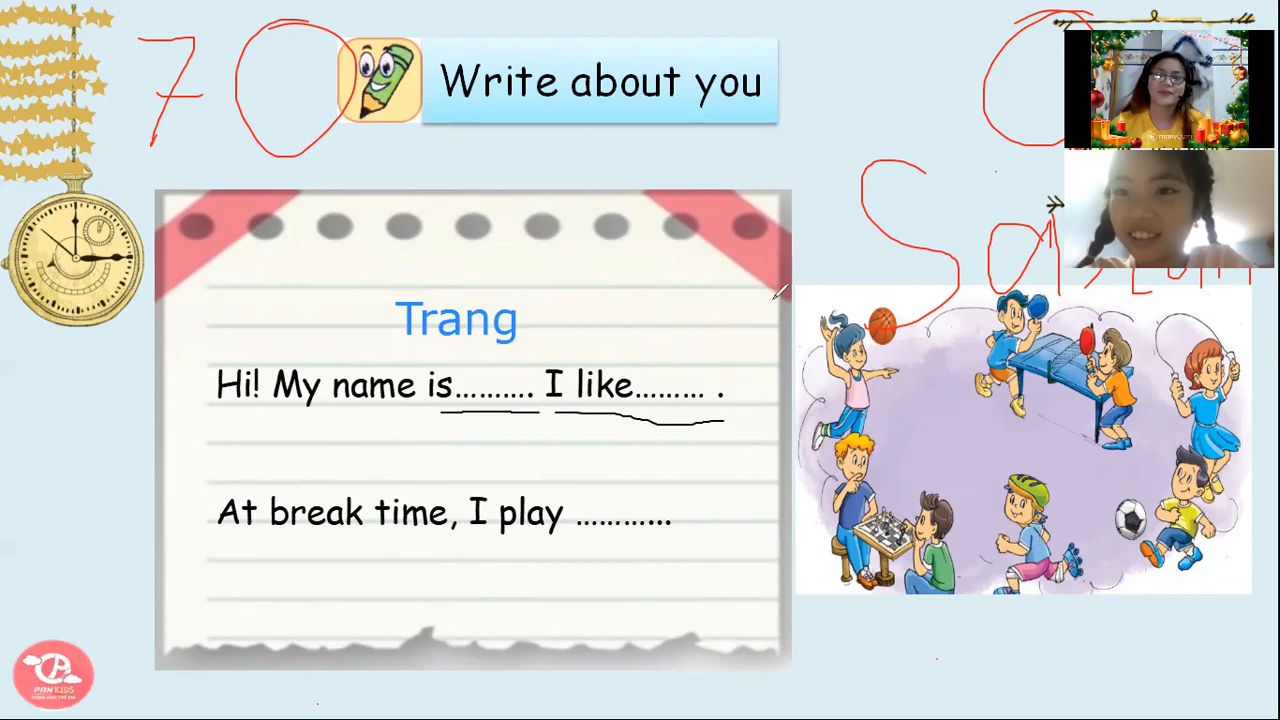 70
Write about you
Trang
Hi! My name is.......... I like......... .
At break time, I play ............
PAN KIDS